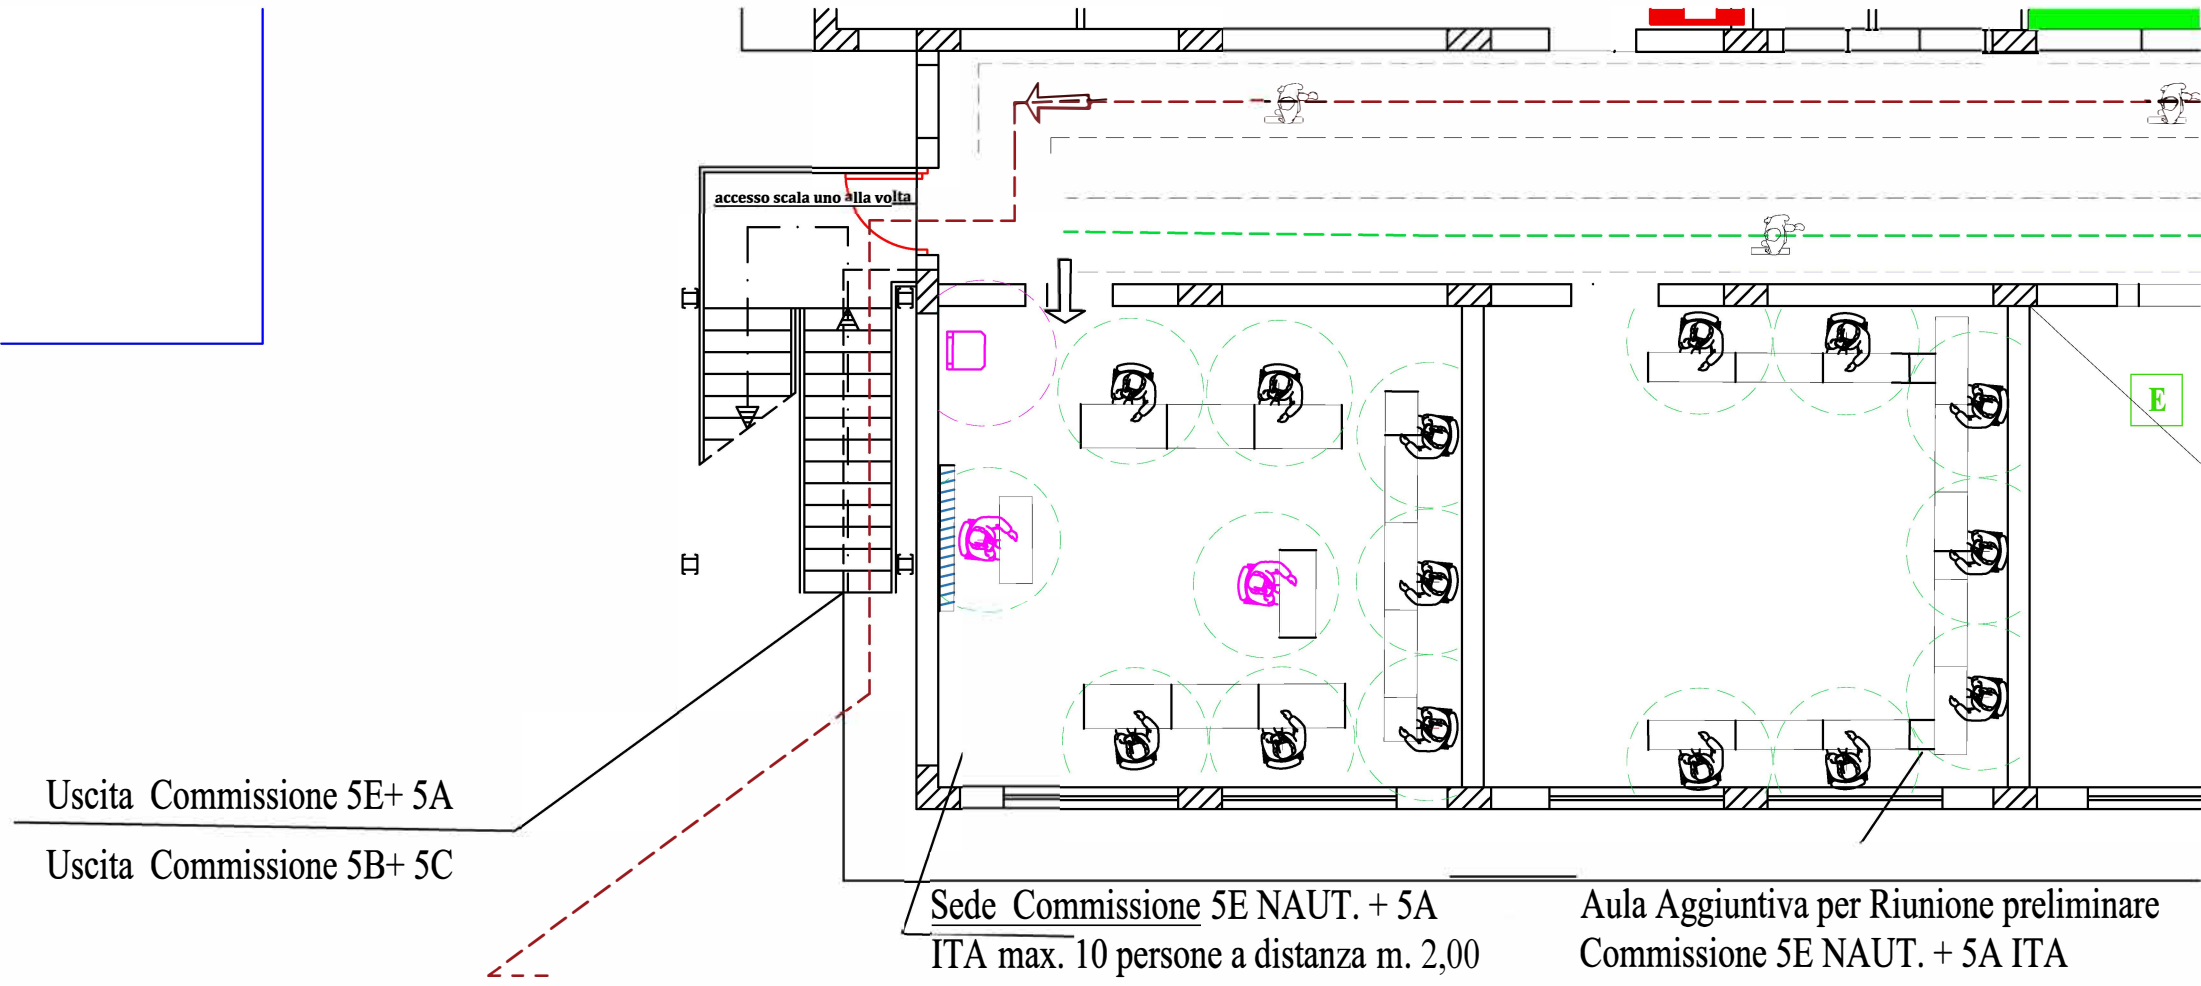 accesso scala uno alla volta
E
Uscita Commissione 5E+ 5A
Uscita Commissione 5B+ 5C
Sede Commissione 5E NAUT. + 5A
ITA max. 10 persone a distanza m. 2,00
Aula Aggiuntiva per Riunione preliminare
Commissione 5E NAUT. + 5A ITA